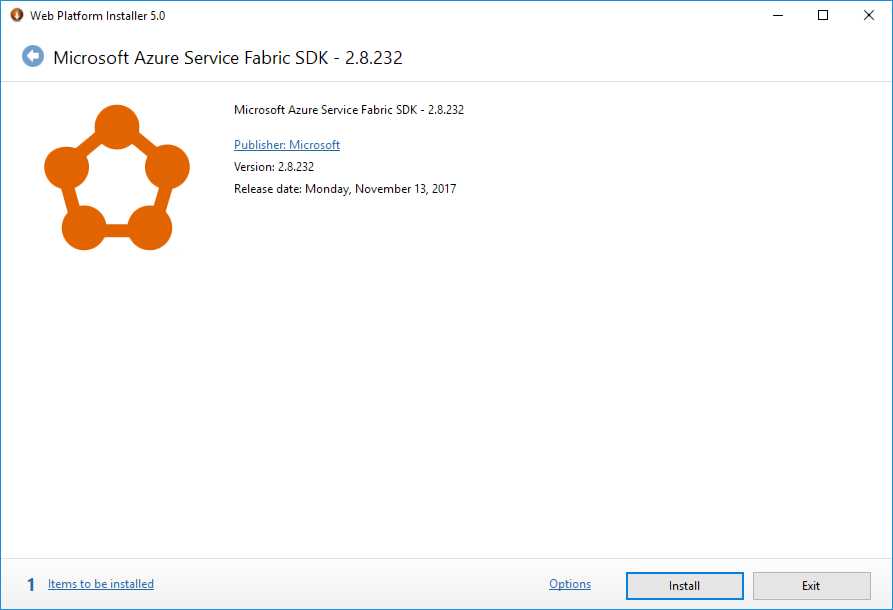 Web Platform Installer 5.0
Microsoft Azure Service Fabric SDK - 2.8.232
Microsoft Azure Service Fabric SDK - 2.8.232
Publisher: Microsoft
Version: 2.8.232
Release date: Monday, November 13, 2017
1 Items to be installed Options Install Exit